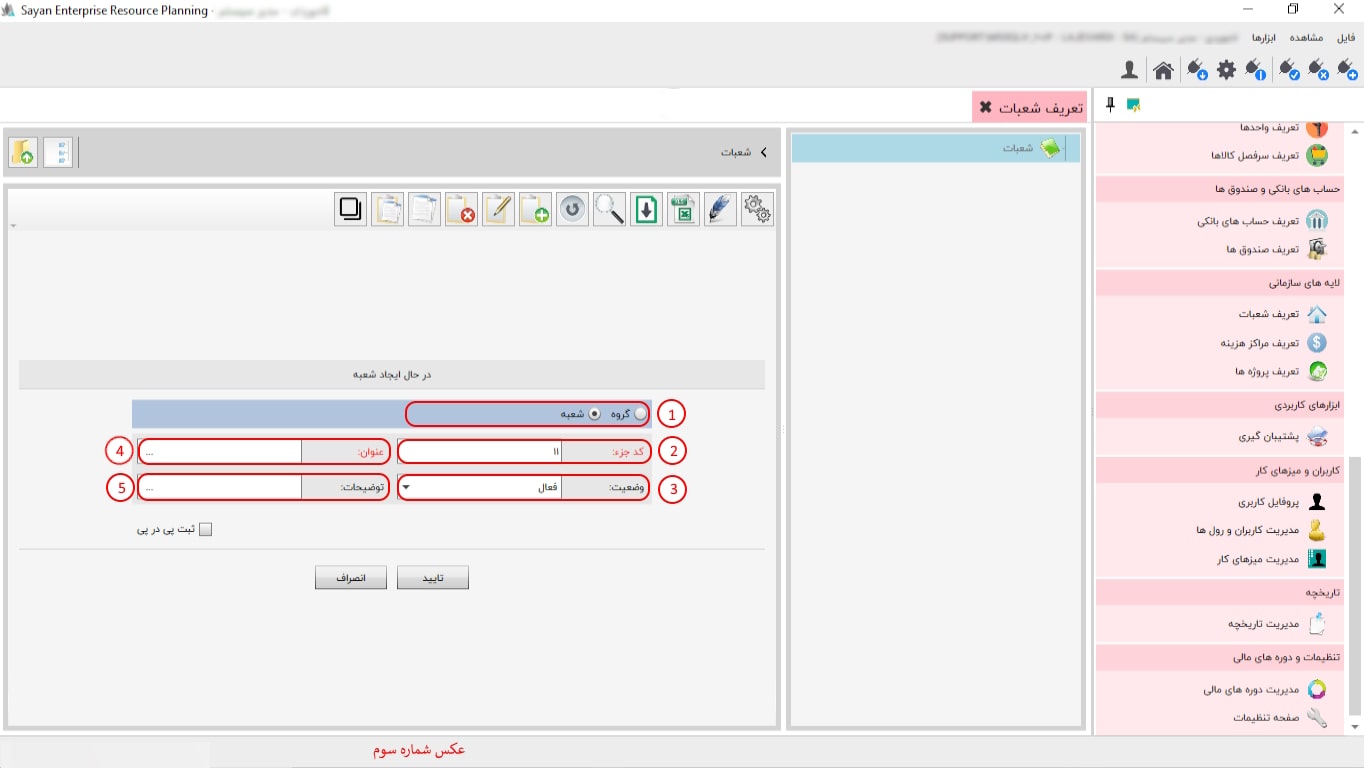 Sayan Enterprise Resource Planning -
فایل مشاهده ابزارها
تعریف شعبات
تعریف واحدها
تعریف سرفصل کالاها
حساب های بانکی و صندوق ها
تعریف حساب های بانکی
تعریف صندوق ها
لایه های سازمانی
تعریف شعبات
تعریف مراکز هزینه
تعریف پروژه ها
ابزارهای کاربردی
پشتیبان گیری
کاربران و میزهای کار
پروفایل کاربری
مدیریت کاربران و رول ها
مدیریت میزهای کار
تاریخچه
مدیریت تاریخچه
تنظیمات و دوره های مالی
مدیریت دوره های مالی
صفحه تنظیمات
شعبات
شعبات
در حال ایجاد شعبه
1 گروه شعبه
2 کد جزء: ۱۱ عنوان: ... 4
3 وضعیت: فعال توضیحات: ... 5
ثبت پی در پی
تایید انصراف
عکس شماره سوم